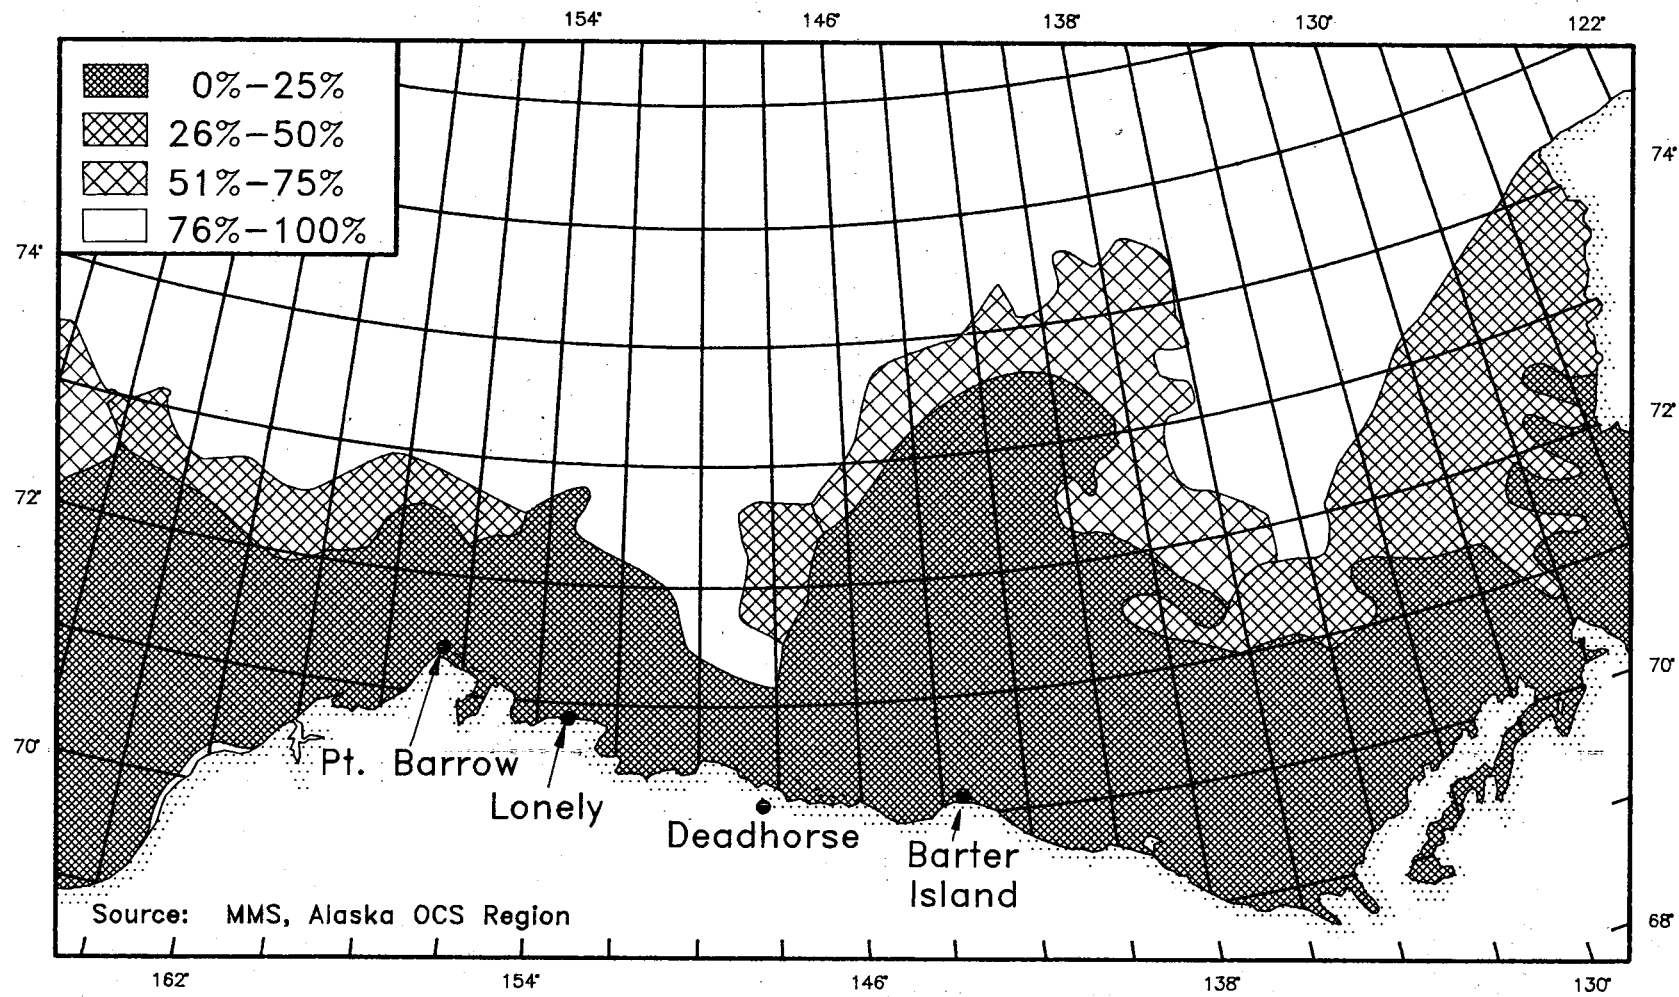 154° 146° 138° 130° 122°
0%-25%
26%-50%
51%-75%
76%-100%
74°
74°
72°
72°
70°
70°
68°
Pt. Barrow
Lonely
Deadhorse
Barter
Island
Source: MMS, Alaska OCS Region
162° 154° 146° 138° 130°